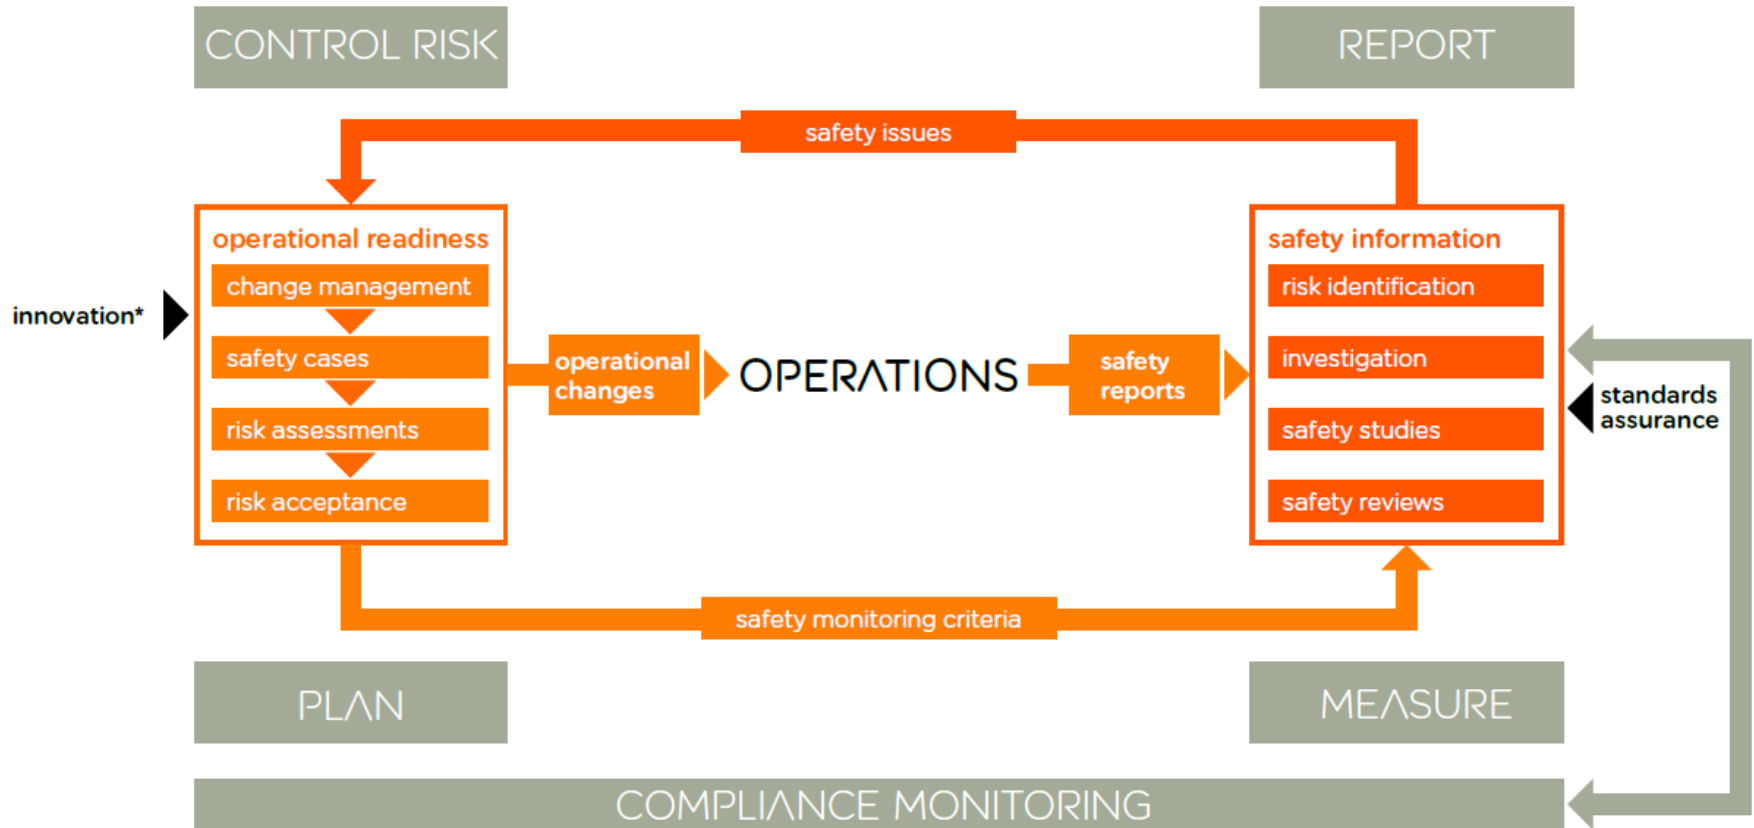 CONTROL RISK
REPORT
safety issues
operational readiness
change management
safety cases
risk assessments
risk acceptance
innovation*
operational
changes
OPERATIONS
safety
reports
safety information
risk identification
investigation
safety studies
safety reviews
standards
assurance
safety monitoring criteria
PLAN
MEASURE
COMPLIANCE MONITORING